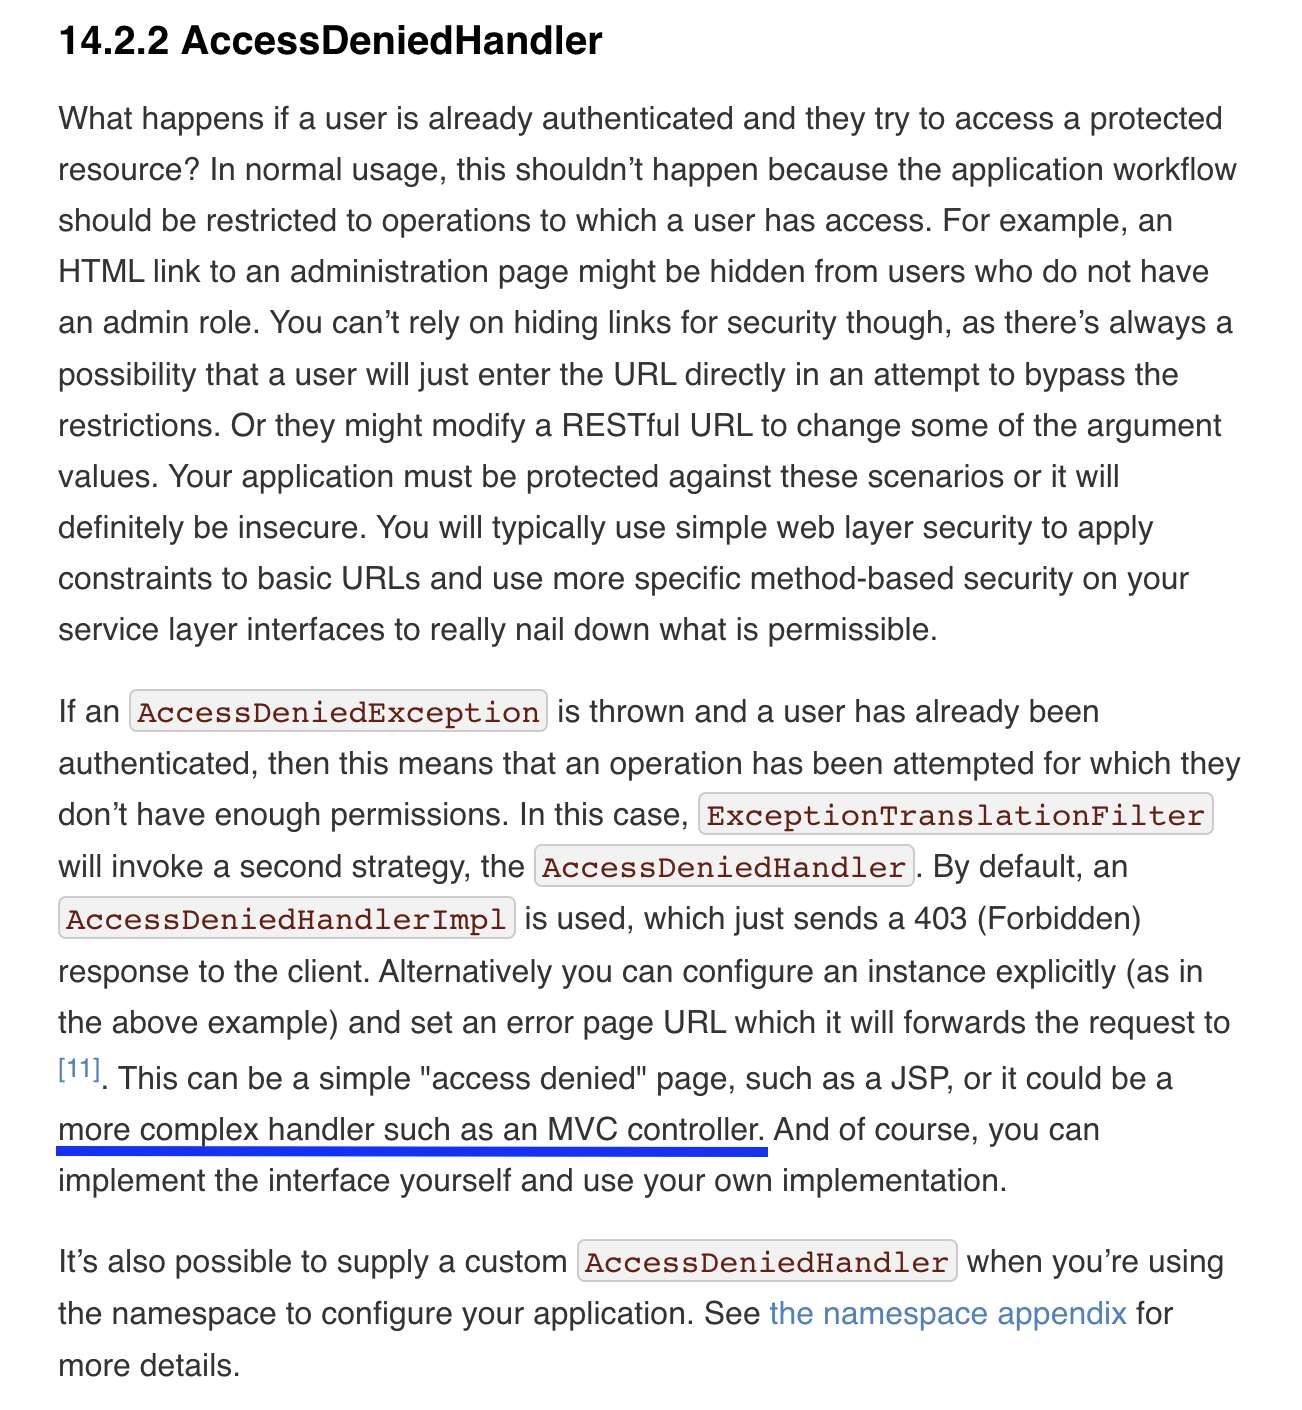 14.2.2 AccessDeniedHandler
What happens if a user is already authenticated and they try to access a protected
resource? In normal usage, this shouldn’t happen because the application workflow
should be restricted to operations to which a user has access. For example, an
HTML link to an administration page might be hidden from users who do not have
an admin role. You can’t rely on hiding links for security though, as there’s always a
possibility that a user will just enter the URL directly in an attempt to bypass the
restrictions. Or they might modify a RESTful URL to change some of the argument
values. Your application must be protected against these scenarios or it will
definitely be insecure. You will typically use simple web layer security to apply
constraints to basic URLs and use more specific method-based security on your
service layer interfaces to really nail down what is permissible.
If an AccessDeniedException is thrown and a user has already been
authenticated, then this means that an operation has been attempted for which they
don’t have enough permissions. In this case, ExceptionTranslationFilter
will invoke a second strategy, the AccessDeniedHandler. By default, an
AccessDeniedHandlerImpl is used, which just sends a 403 (Forbidden)
response to the client. Alternatively you can configure an instance explicitly (as in
the above example) and set an error page URL which it will forwards the request to
[11]. This can be a simple "access denied" page, such as a JSP, or it could be a
more complex handler such as an MVC controller. And of course, you can
implement the interface yourself and use your own implementation.
It’s also possible to supply a custom AccessDeniedHandler when you’re using
the namespace to configure your application. See the namespace appendix for
more details.